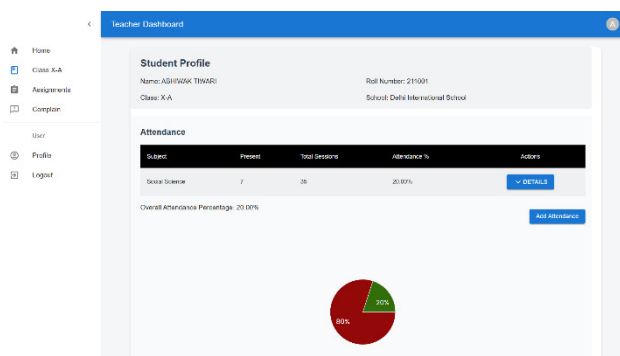 Teacher Dashboard
A
Home
Class X-A
Assignments
Complain
User
Profile
Logout
Student Profile
Name: ABHIWAK TIWARI Roll Number: 211001
Class: X-A School: Delhi International School
Attendance
Subject Present Total Sessions Attendance % Actions
Social Science 7 35 20.00% DETAILS
Overall Attendance Percentage: 20.00%
Add Attendance
20%
80%